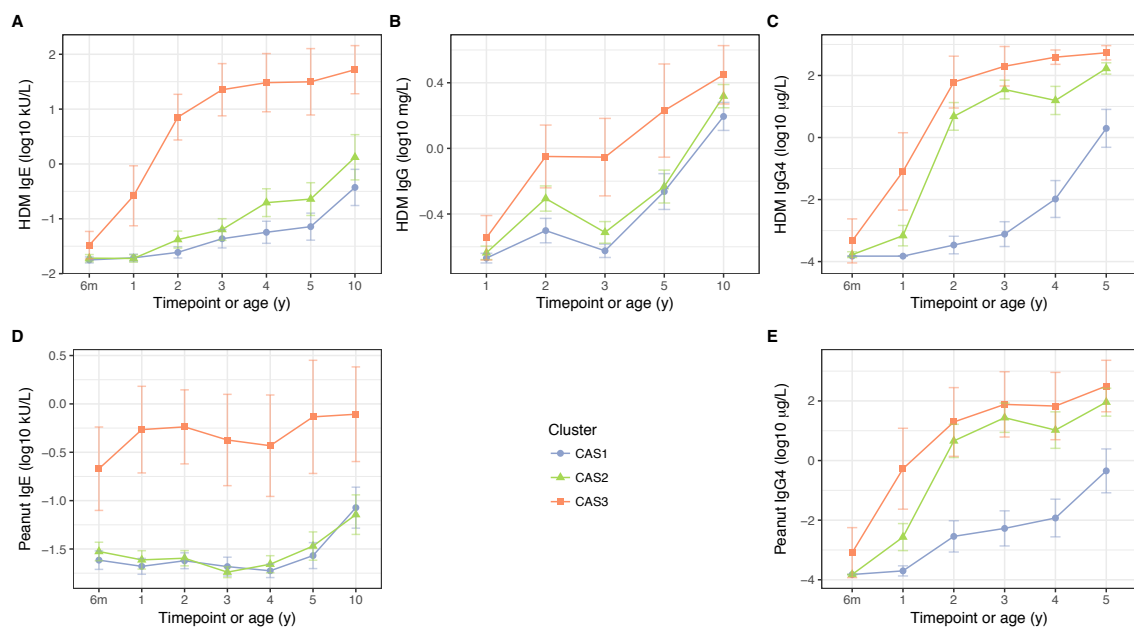 A
HDM IgE (log10 kU/L)
2
1
0
−1
−2
6m 1 2 3 4 5 10
Timepoint or age (y)
B
HDM IgG (log10 mg/L)
0.4
0.0
−0.4
1 2 3 5 10
Timepoint or age (y)
C
HDM IgG4 (log10 μg/L)
2
0
−2
−4
6m 1 2 3 4 5
Timepoint or age (y)
D
Peanut IgE (log10 kU/L)
0.5
0.0
−0.5
−1.0
−1.5
6m 1 2 3 4 5 10
Timepoint or age (y)
Cluster
CAS1
CAS2
CAS3
E
Peanut IgG4 (log10 μg/L)
2
0
−2
−4
6m 1 2 3 4 5
Timepoint or age (y)